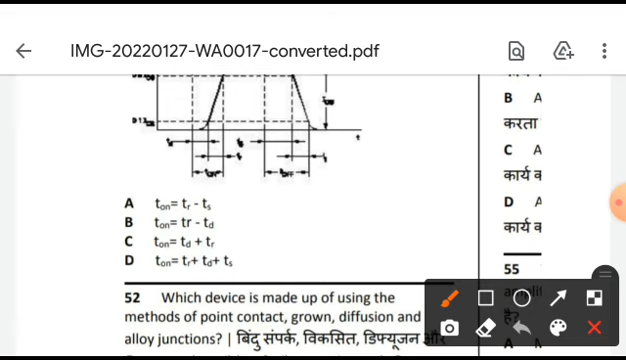 IMG-20220127-WA0017-converted.pdf
t
A ton= tr - ts
B ton= tr - td
C ton= td + tr
D ton= tr+ td+ ts
52 Which device is made up of using the
methods of point contact, grown, diffusion and
alloy junctions? | बिंदु संपर्क, विकसित, डिफ्यूजन और
B A
करता
C A
कार्य व
D A
कार्य व
55